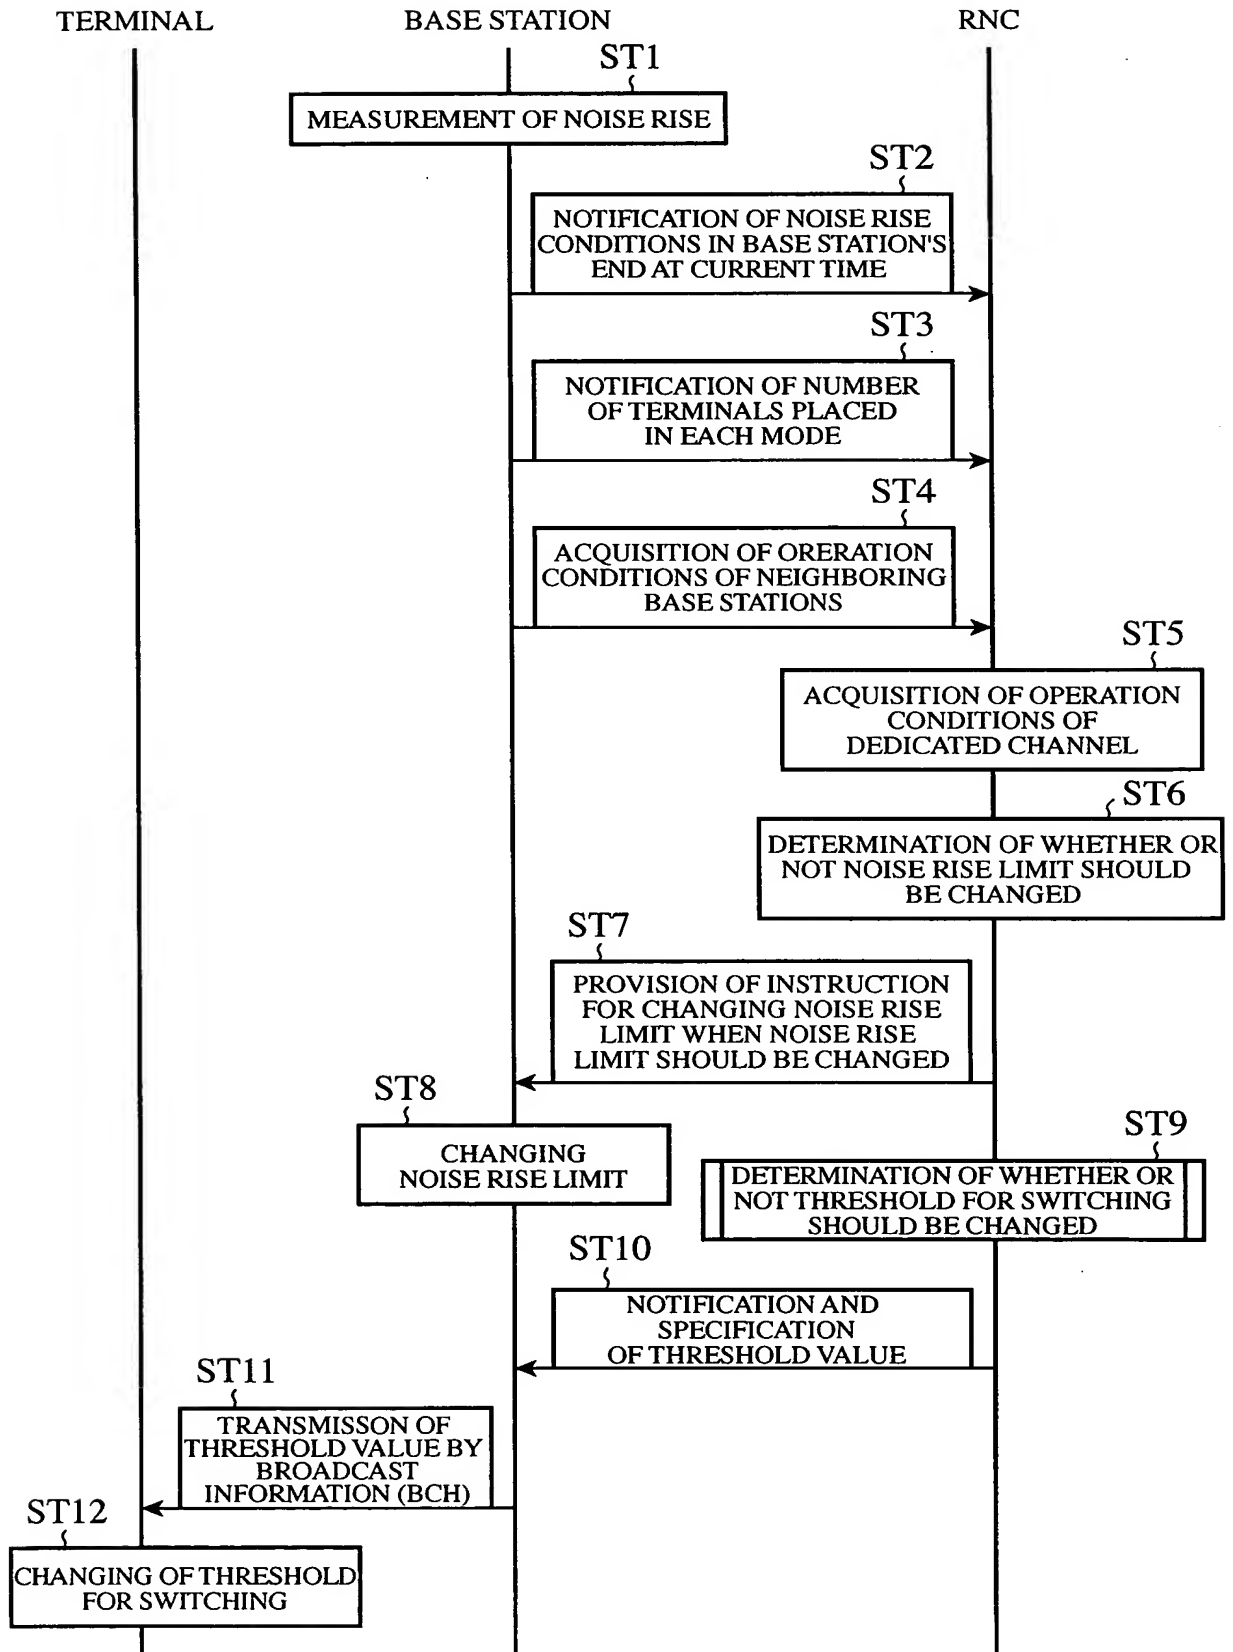 TERMINAL
BASE STATION
RNC
ST1
MEASUREMENT OF NOISE RISE
ST2
NOTIFICATION OF NOISE RISE
CONDITIONS IN BASE STATION'S
END AT CURRENT TIME
ST3
NOTIFICATION OF NUMBER
OF TERMINALS PLACED
IN EACH MODE
ST4
ACQUISITION OF ORERATION
CONDITIONS OF NEIGHBORING
BASE STATIONS
ST5
ACQUISITION OF OPERATION
CONDITIONS OF
DEDICATED CHANNEL
ST6
DETERMINATION OF WHETHER OR
NOT NOISE RISE LIMIT SHOULD
BE CHANGED
ST7
PROVISION OF INSTRUCTION
FOR CHANGING NOISE RISE
LIMIT WHEN NOISE RISE
LIMIT SHOULD BE CHANGED
ST8
CHANGING
NOISE RISE LIMIT
ST9
DETERMINATION OF WHETHER OR
NOT THRESHOLD FOR SWITCHING
SHOULD BE CHANGED
ST10
NOTIFICATION AND
SPECIFICATION
OF THRESHOLD VALUE
ST11
TRANSMISSON OF
THRESHOLD VALUE BY
BROADCAST
INFORMATION (BCH)
ST12
CHANGING OF THRESHOLD
FOR SWITCHING